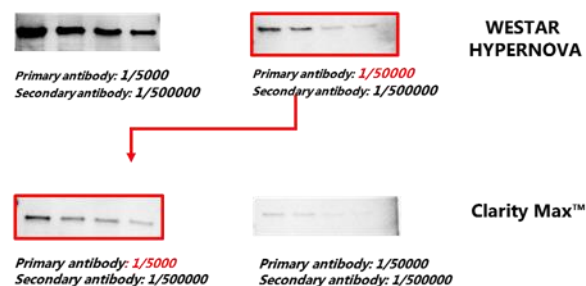 WESTAR
HYPERNOVA
Primary antibody: 1/5000
Secondary antibody: 1/500000
Primary antibody: 1/50000
Secondary antibody: 1/500000
Clarity Max™
Primary antibody: 1/5000
Secondary antibody: 1/500000
Primary antibody: 1/50000
Secondary antibody: 1/500000